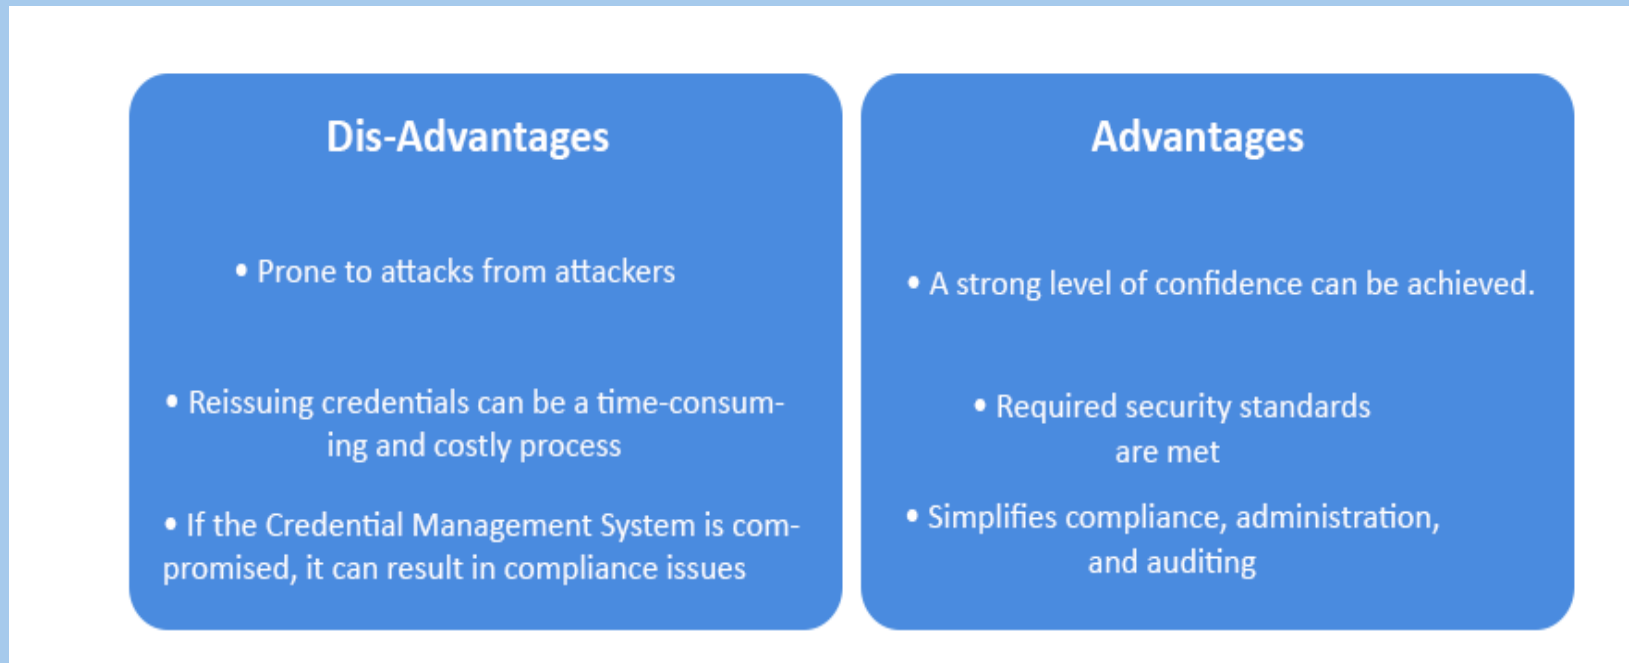 Dis-Advantages
• Prone to attacks from attackers
• Reissuing credentials can be a time-consum-
ing and costly process
• If the Credential Management System is com-
promised, it can result in compliance issues
Advantages
• A strong level of confidence can be achieved.
• Required security standards
are met
• Simplifies compliance, administration,
and auditing